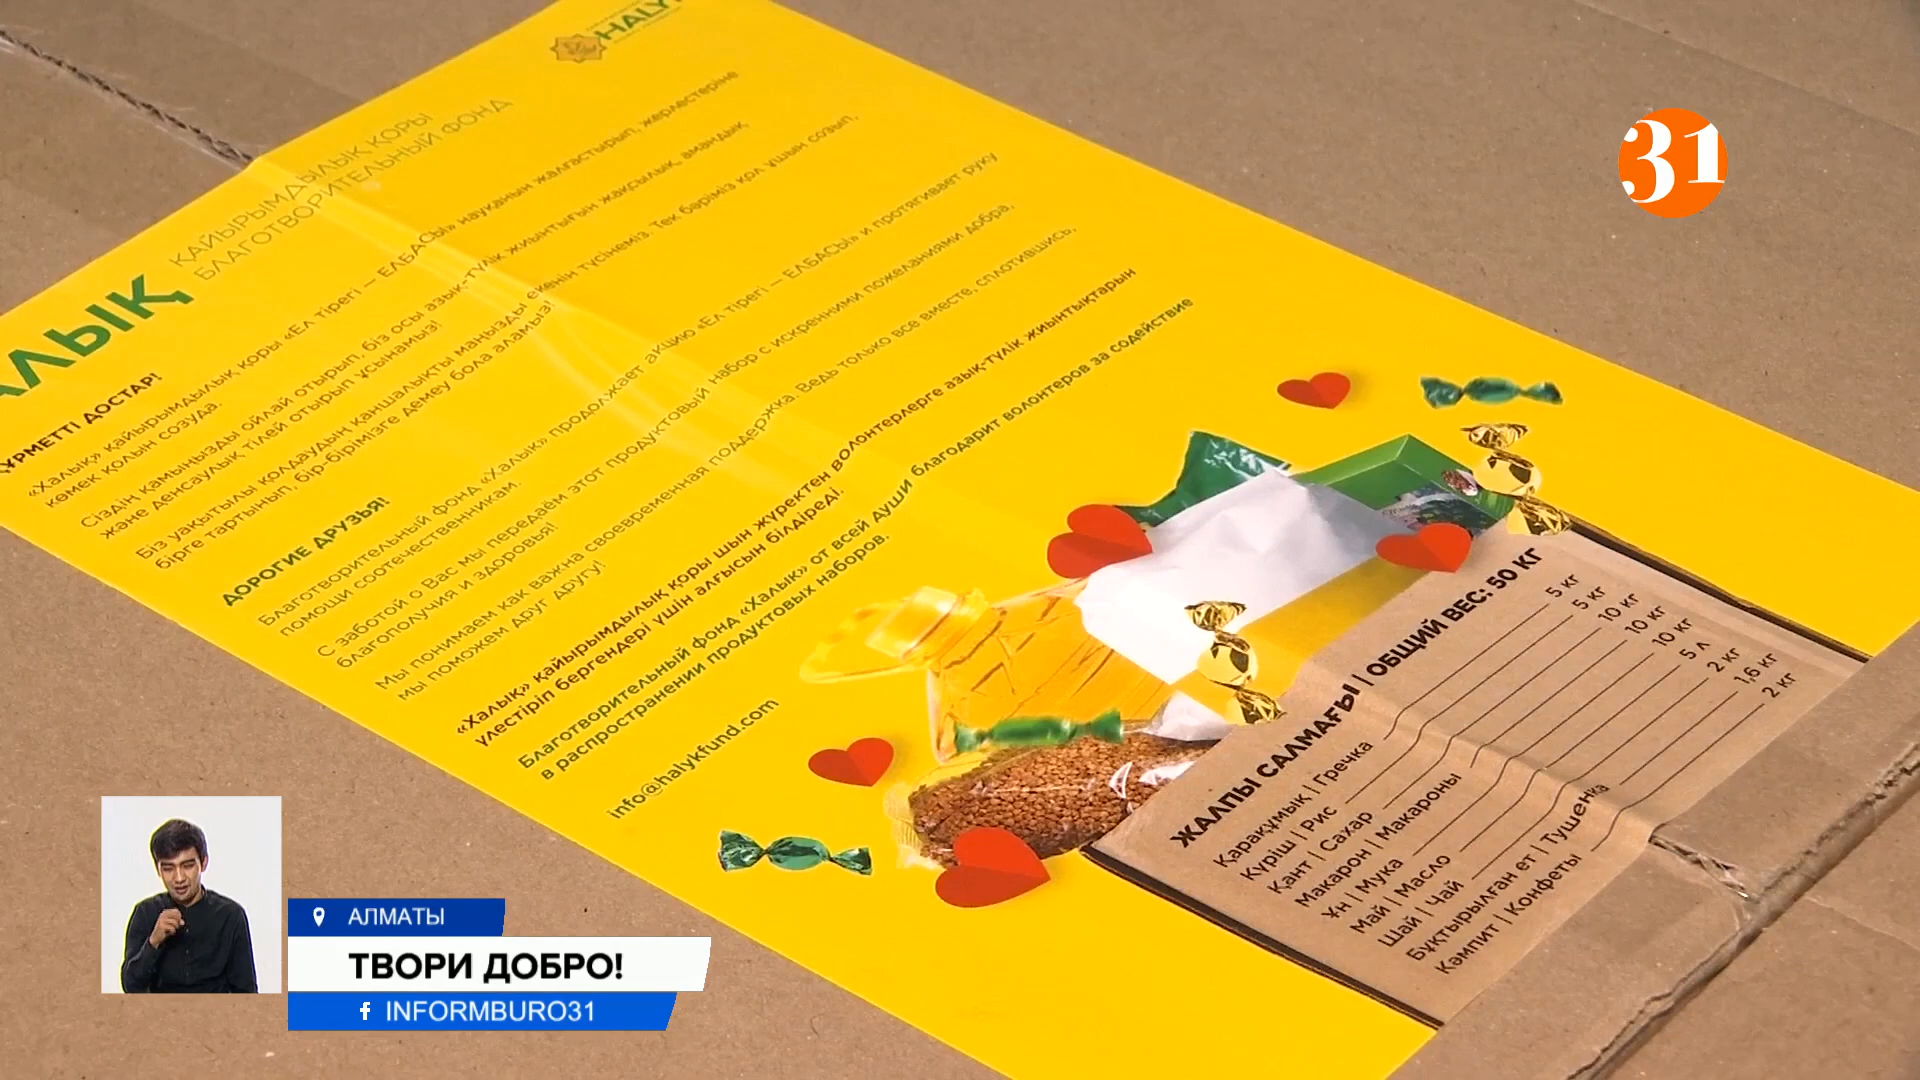 HALY
АЛЫҚ
ҚАЙЫРЫМДЫЛЫҚ ҚОРЫ
БЛАГОТВОРИТЕЛЬНЫЙ ФОНД
ҚҰРМЕТТІ ДОСТАР!
«Халық» қайырымдылық қоры «Ел тірегі — ЕЛБАСЫ» науқанын жалғастырып, жерлестеріне
көмек қолын созуда.
Сіздің қамыңызды ойлай отырып, біз осы азық-түлік жиынтығын жақсылық, амандық
және денсаулық тілей отырып ұсынамыз!
Біз уақытылы қолдаудың қаншалықты маңызды екенін түсінеміз. Тек бәріміз қол ұшын созып,
бірге тартынып, бір-бірімізге демеу бола аламыз!
ДОРОГИЕ ДРУЗЬЯ!
Благотворительный фонд «Халык» продолжает акцию «Ел тірегі — ЕЛБАСЫ» и протягивает руку
помощи соотечественникам.
С заботой о Вас мы передаём этот продуктовый набор с искренними пожеланиями добра,
благополучия и здоровья!
Мы понимаем как важна своевременная поддержка. Ведь только все вместе, сплотившись,
мы поможем друг другу!
«Халық» қайырымдылық қоры шын жүректен волонтерлерге азық-түлік жиынтықтарын
үлестіріп бергендері үшін алғысын білдіреді.
Благотворительный фонд «Халык» от всей души благодарит волонтеров за содействие
в распространении продуктовых наборов.
info@halykfund.com
ЖАЛПЫ САЛМАҒЫ | ОБЩИЙ ВЕС: 50 КГ
Қарақұмық | Гречка 5 кг
Күріш | Рис 5 кг
Қант | Сахар 10 кг
Макарон | Макароны 10 кг
Ұн | Мука 10 кг
Май | Масло 5 л
Шай | Чай 2 кг
Бұқтырылған ет | Тушенка 1,6 кг
Кәмпит | Конфеты 2 кг
31
АЛМАТЫ
ТВОРИ ДОБРО!
INFORMBURO31